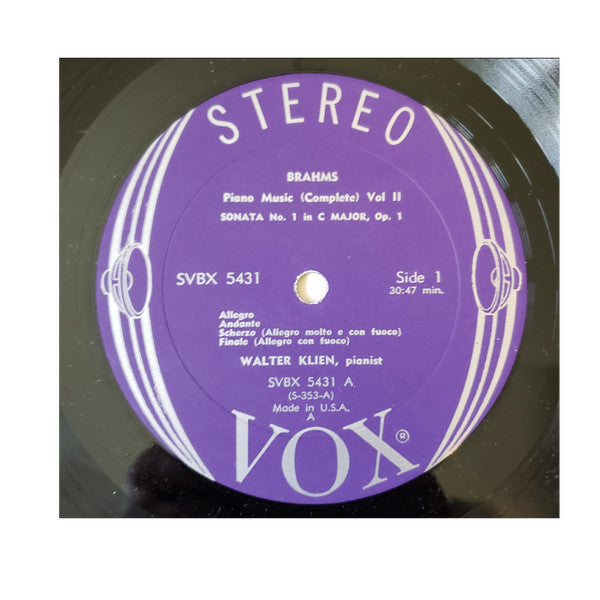 STEREO
BRAHMS
Piano Music (Complete) Vol II
SONATA No. 1 in C MAJOR, Op. 1
SVBX 5431
Side 1
30:47 min.
Allegro
Andante
Scherzo (Allegro molto e con fuoco)
Finale (Allegro con fuoco)
WALTER KLIEN, pianist
SVBX 5431 A
(S-353-A)
Made in U.S.A.
A
VOX®